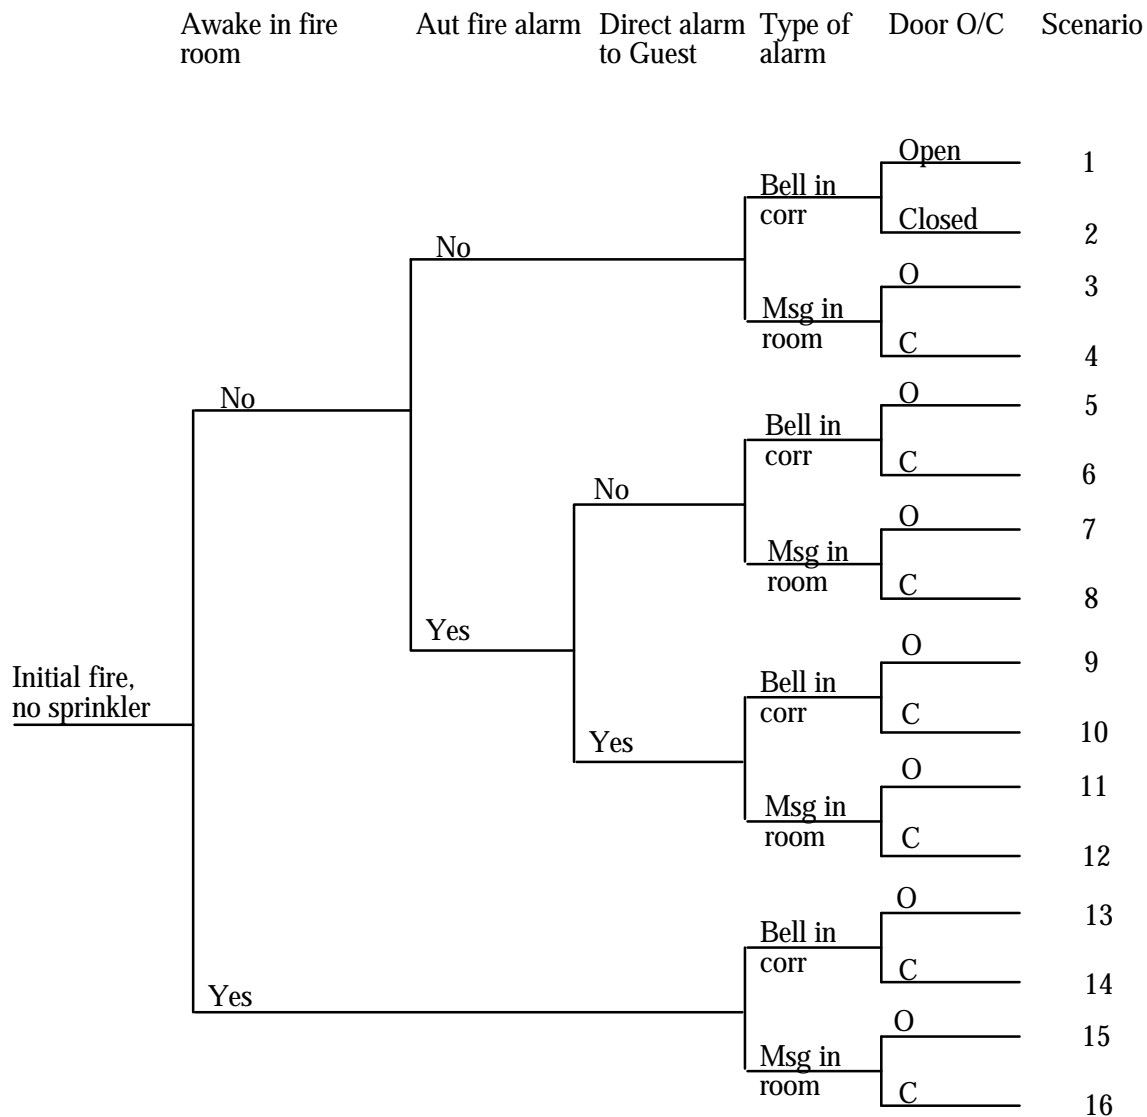 Awake in fire
room
Aut fire alarm
Direct alarm
to Guest
Type of
alarm
Door O/C
Scenario
Open
1
Bell in
corr
Closed
2
No
O
3
Msg in
room
C
4
No
O
5
Bell in
corr
C
6
No
O
7
Msg in
room
C
8
Yes
O
9
Initial fire,
no sprinkler
Bell in
corr
C
10
Yes
O
11
Msg in
room
C
12
O
13
Bell in
corr
C
14
Yes
O
15
Msg in
room
C
16